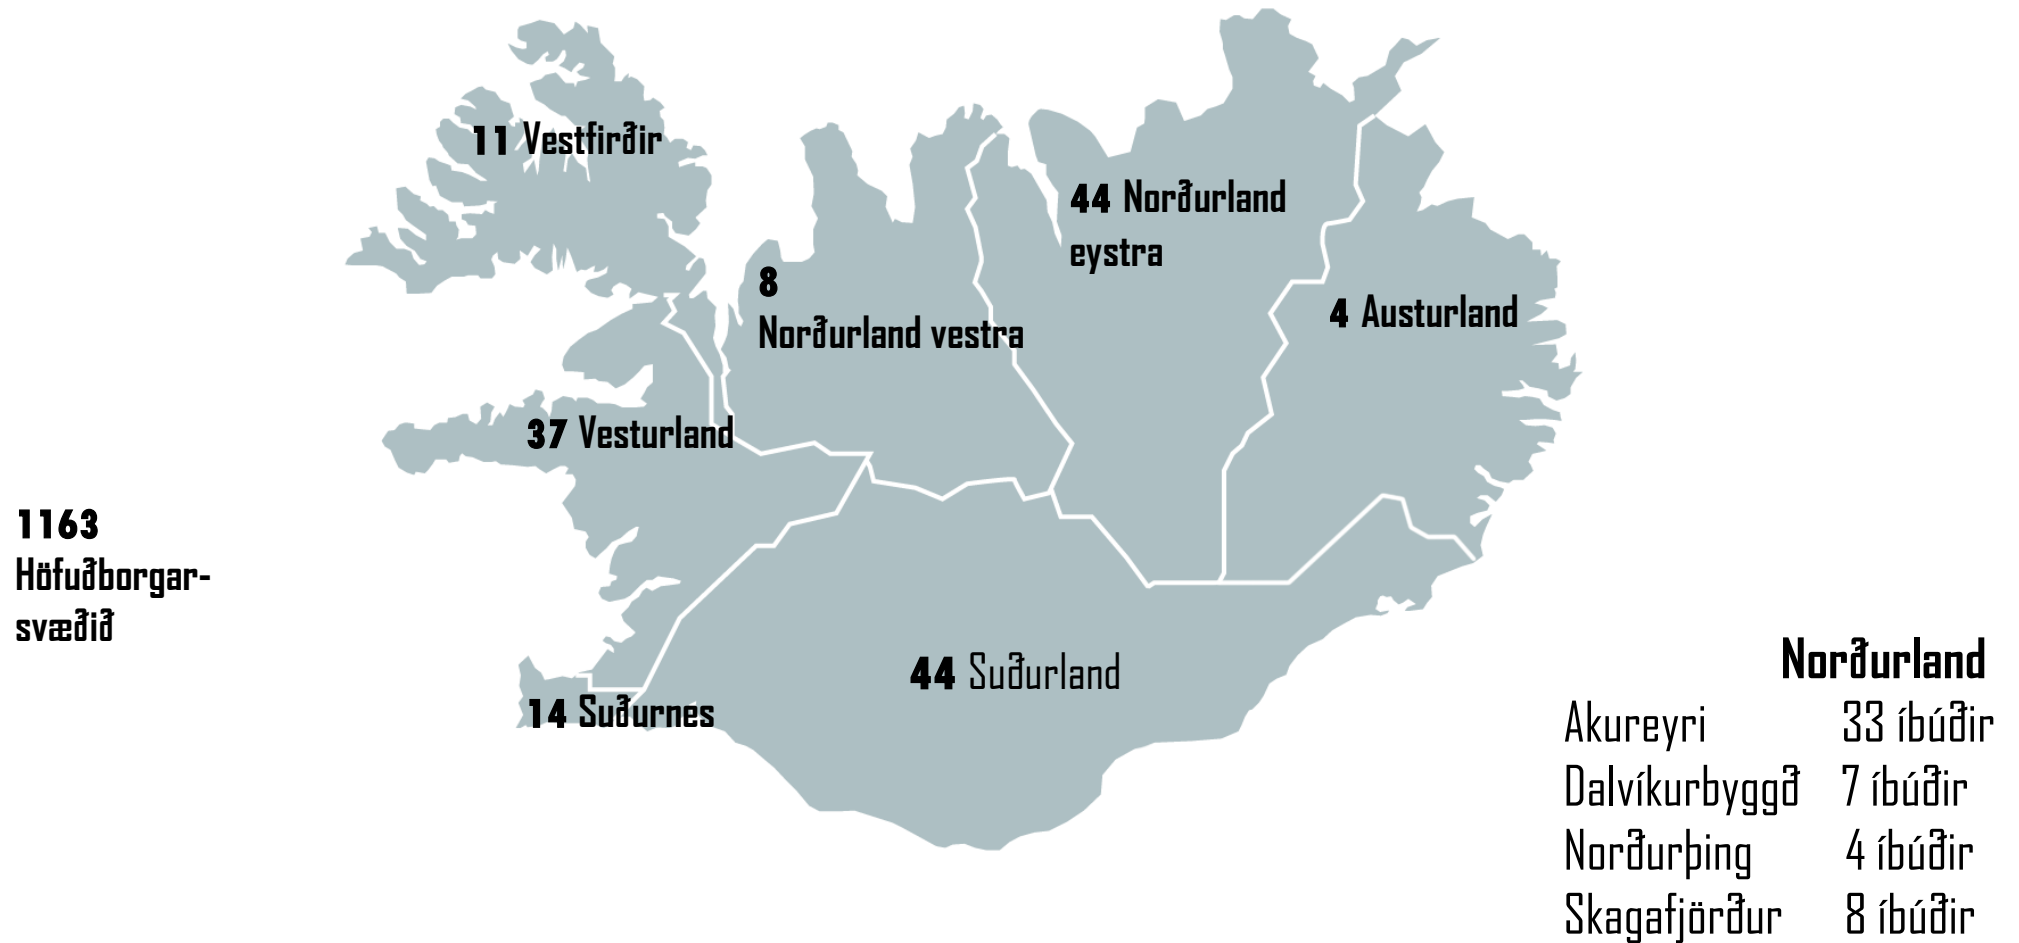 11 Vestfirðir
44 Norðurland
eystra
8
Norðurland vestra
4 Austurland
37 Vesturland
1163
Höfuðborgar-
svæðið
44 Suðurland
14 Suðurnes
Norðurland
Akureyri 33 íbúðir
Dalvíkurbyggð 7 íbúðir
Norðurþing 4 íbúðir
Skagafjörður 8 íbúðir